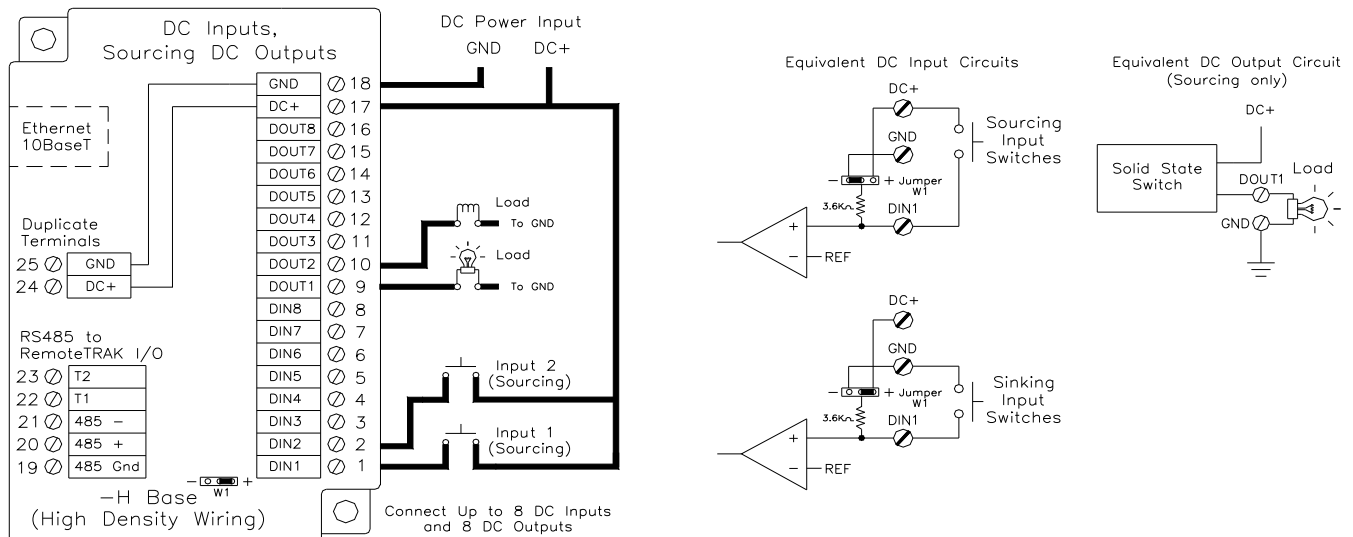 DC Inputs,
Sourcing DC Outputs
Ethernet
10BaseT
GND 18
DC+ 17
DOUT8 16
DOUT7 15
DOUT6 14
DOUT5 13
DOUT4 12
DOUT3 11
DOUT2 10
DOUT1 9
DIN8 8
DIN7 7
DIN6 6
DIN5 5
DIN4 4
DIN3 3
DIN2 2
DIN1 1
Duplicate
Terminals
25 GND
24 DC+
RS485 to
RemoteTRAK I/O
23 T2
22 T1
21 485 -
20 485 +
19 485 Gnd
- +
W1
-H Base
(High Density Wiring)
DC Power Input
GND DC+
Load
To GND
Load
To GND
Input 2
(Sourcing)
Input 1
(Sourcing)
Connect Up to 8 DC Inputs
and 8 DC Outputs
Equivalent DC Input Circuits
DC+
GND
Sourcing
Input
Switches
- + Jumper
W1
3.6K
DIN1
+
- REF
DC+
GND
Sinking
Input
Switches
- + Jumper
W1
3.6K
DIN1
+
- REF
Equivalent DC Output Circuit
(Sourcing only)
DC+
Solid State
Switch
Load
DOUT1
GND